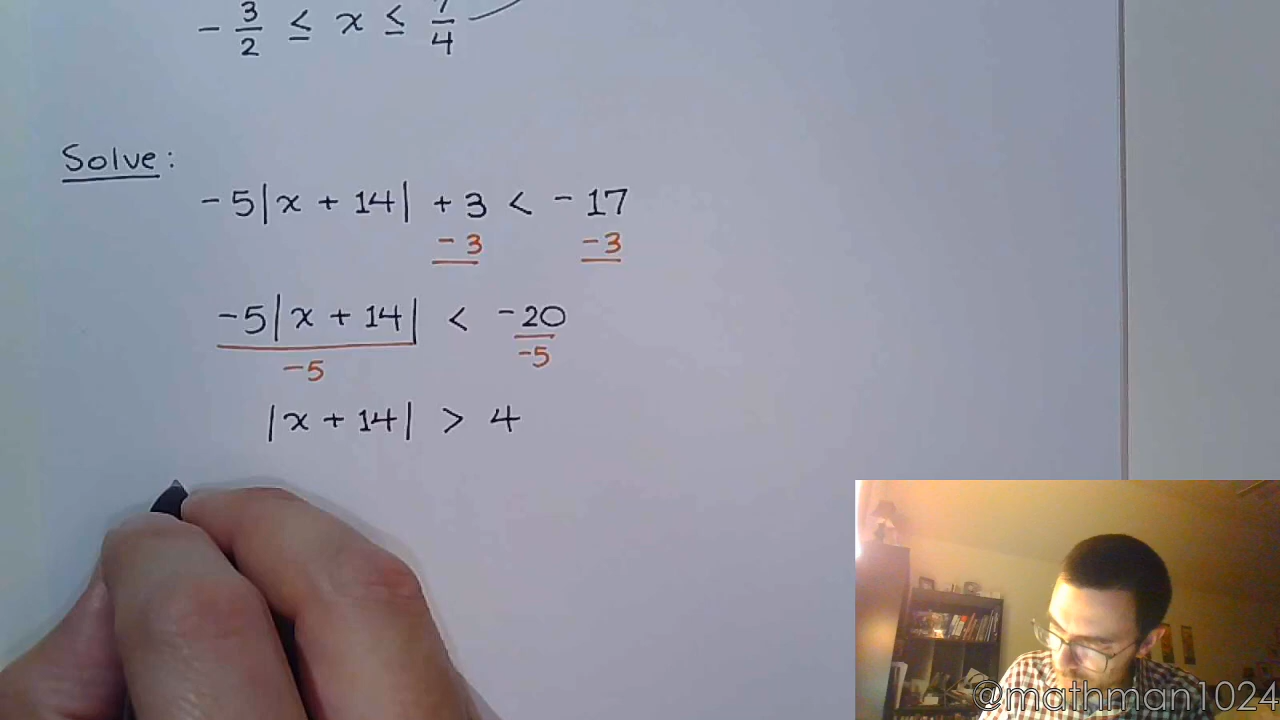 - 3/2 ≤ x ≤ 7/4
Solve:
-5|x + 14| + 3 < -17
-3 -3
-5|x + 14| < -20
-5 -5
|x + 14| > 4
@mathman1024